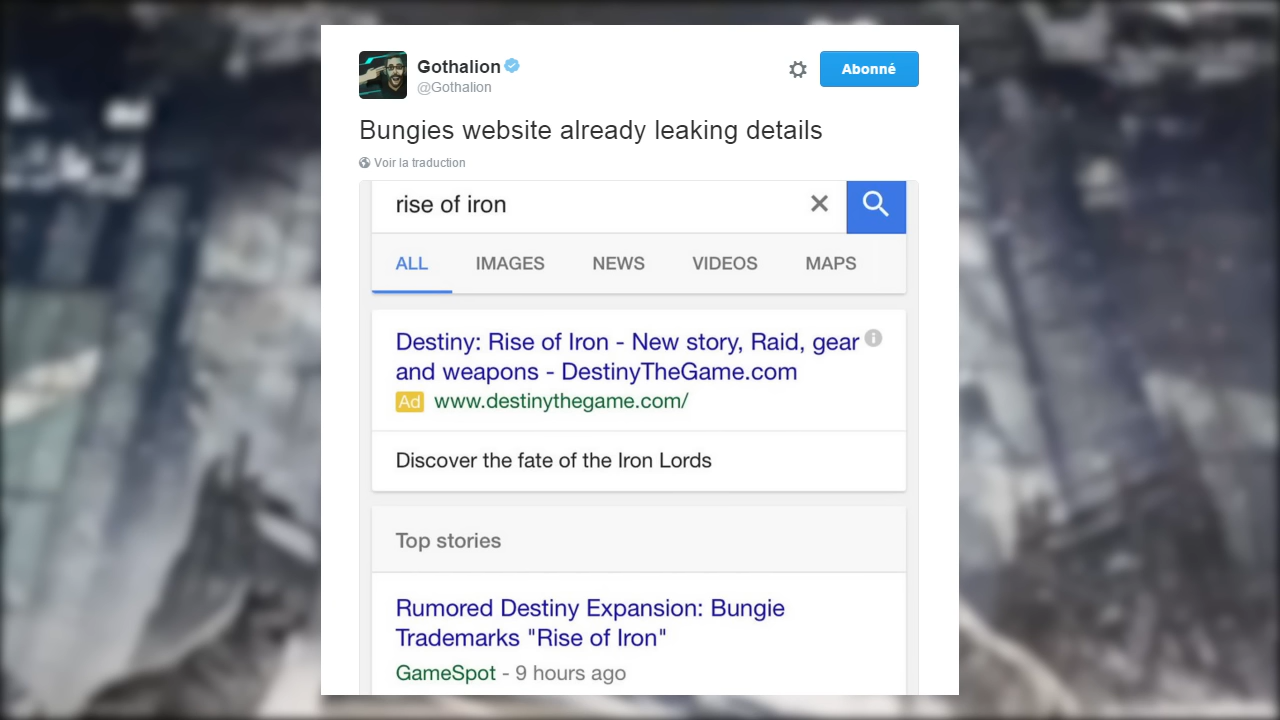 Gothalion
@Gothalion
Abonné
Bungies website already leaking details
Voir la traduction
rise of iron
ALL IMAGES NEWS VIDEOS MAPS
Destiny: Rise of Iron - New story, Raid, gear
and weapons - DestinyTheGame.com
Ad www.destinythegame.com/
Discover the fate of the Iron Lords
Top stories
Rumored Destiny Expansion: Bungie
Trademarks "Rise of Iron"
GameSpot - 9 hours ago